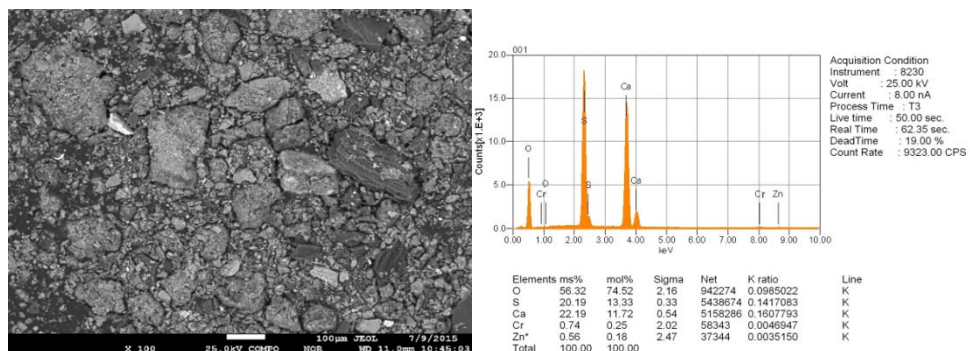 100µm JEOL 7/9/2015
X 100 25.0kV COMPO NOR WD 11.0mm 10:45:03
001
20.0
15.0
10.0
5.0
0.0
Counts[x1.E+3]
O
Cr
O
S
S
Ca
Ca
Cr
Zn
0.00 1.00 2.00 3.00 4.00 5.00 6.00 7.00 8.00 9.00 10.00
keV
Acquisition Condition
Instrument : 8230
Volt : 25.00 kV
Current : 8.00 nA
Process Time : T3
Live time : 50.00 sec.
Real Time : 62.35 sec.
DeadTime : 19.00 %
Count Rate : 9323.00 CPS
Elements ms% mol% Sigma Net K ratio Line
O 56.32 74.52 2.16 942274 0.0985022 K
S 20.19 13.33 0.33 5438674 0.1417083 K
Ca 22.19 11.72 0.54 5158286 0.1607793 K
Cr 0.74 0.25 2.02 58343 0.0046947 K
Zn* 0.56 0.18 2.47 37344 0.0035150 K
Total 100.00 100.00